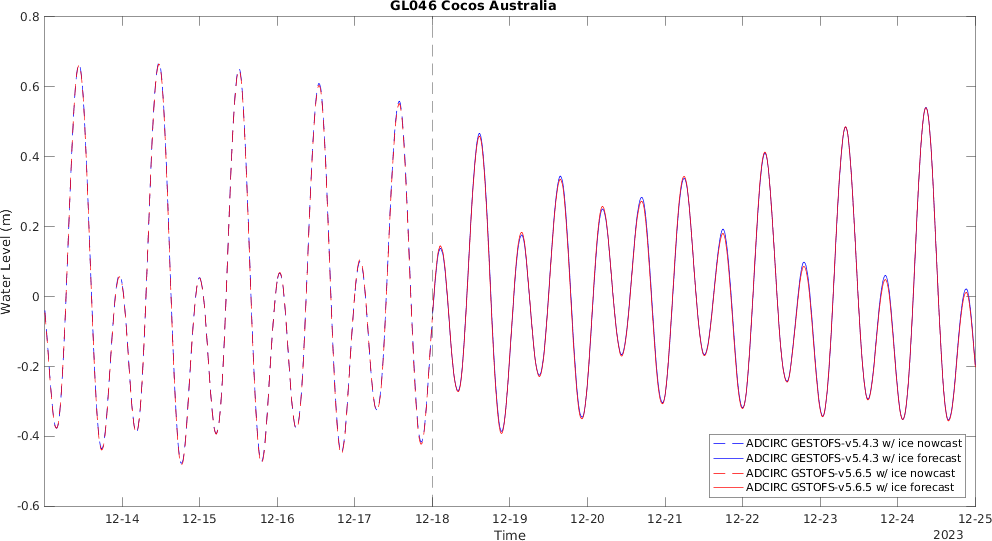 GL046 Cocos Australia
0.8
0.6
0.4
0.2
0
-0.2
-0.4
-0.6
Water Level (m)
12-14 12-15 12-16 12-17 12-18 12-19 12-20 12-21 12-22 12-23 12-24 12-25
Time
2023
ADCIRC GESTOFS-v5.4.3 w/ ice nowcast
ADCIRC GESTOFS-v5.4.3 w/ ice forecast
ADCIRC GSTOFS-v5.6.5 w/ ice nowcast
ADCIRC GSTOFS-v5.6.5 w/ ice forecast